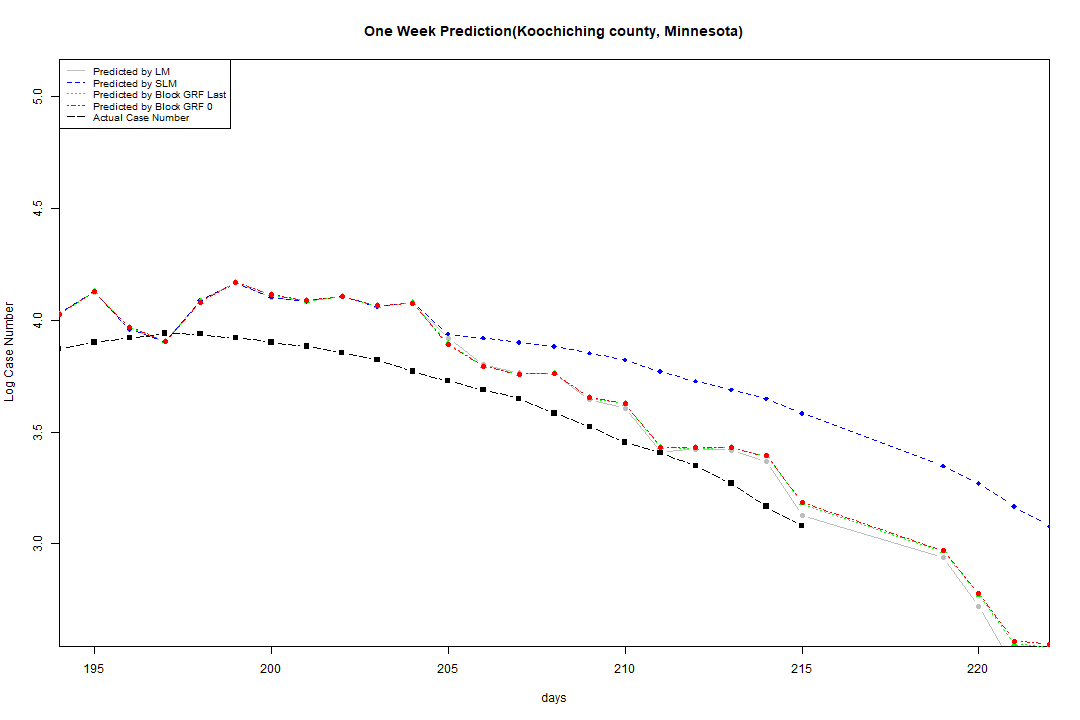 One Week Prediction(Koochiching county, Minnesota)
Predicted by LM
Predicted by SLM
Predicted by Block GRF Last
Predicted by Block GRF 0
Actual Case Number
5.0
4.5
4.0
3.5
3.0
Log Case Number
195 200 205 210 215 220
days